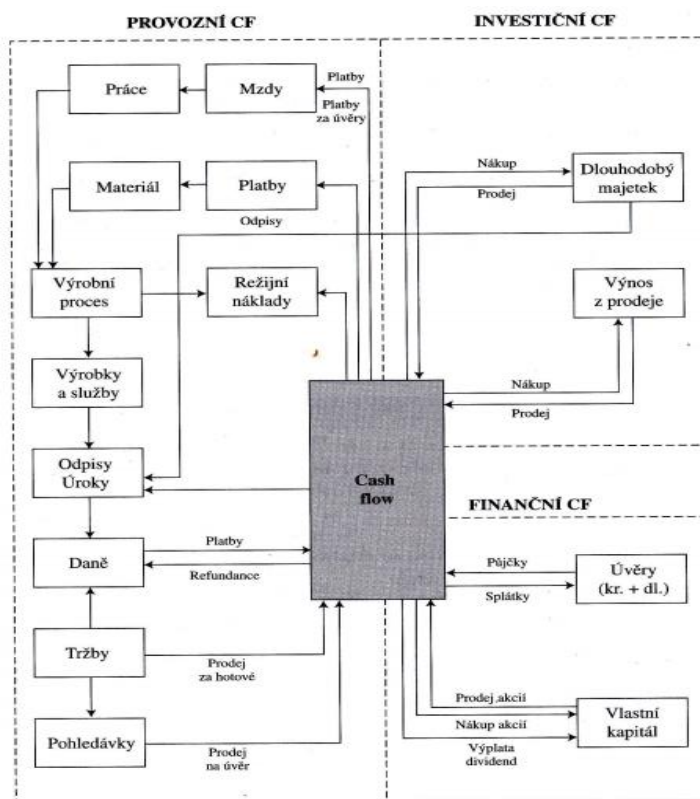 PROVOZNÍ CF
INVESTIČNÍ CF
Práce
Mzdy
Platby
Platby
za úvěry
Materiál
Platby
Odpisy
Nákup
Prodej
Dlouhodobý
majetek
Výrobní
proces
Režijní
náklady
Výnos
z prodeje
Výrobky
a služby
Nákup
Prodej
Odpisy
Úroky
Cash
flow
FINANČNÍ CF
Daně
Platby
Refundance
Půjčky
Splátky
Úvěry
(kr. + dl.)
Tržby
Prodej
za hotové
Prodej akcií
Nákup akcií
Výplata
dividend
Vlastní
kapitál
Pohledávky
Prodej
na úvěr